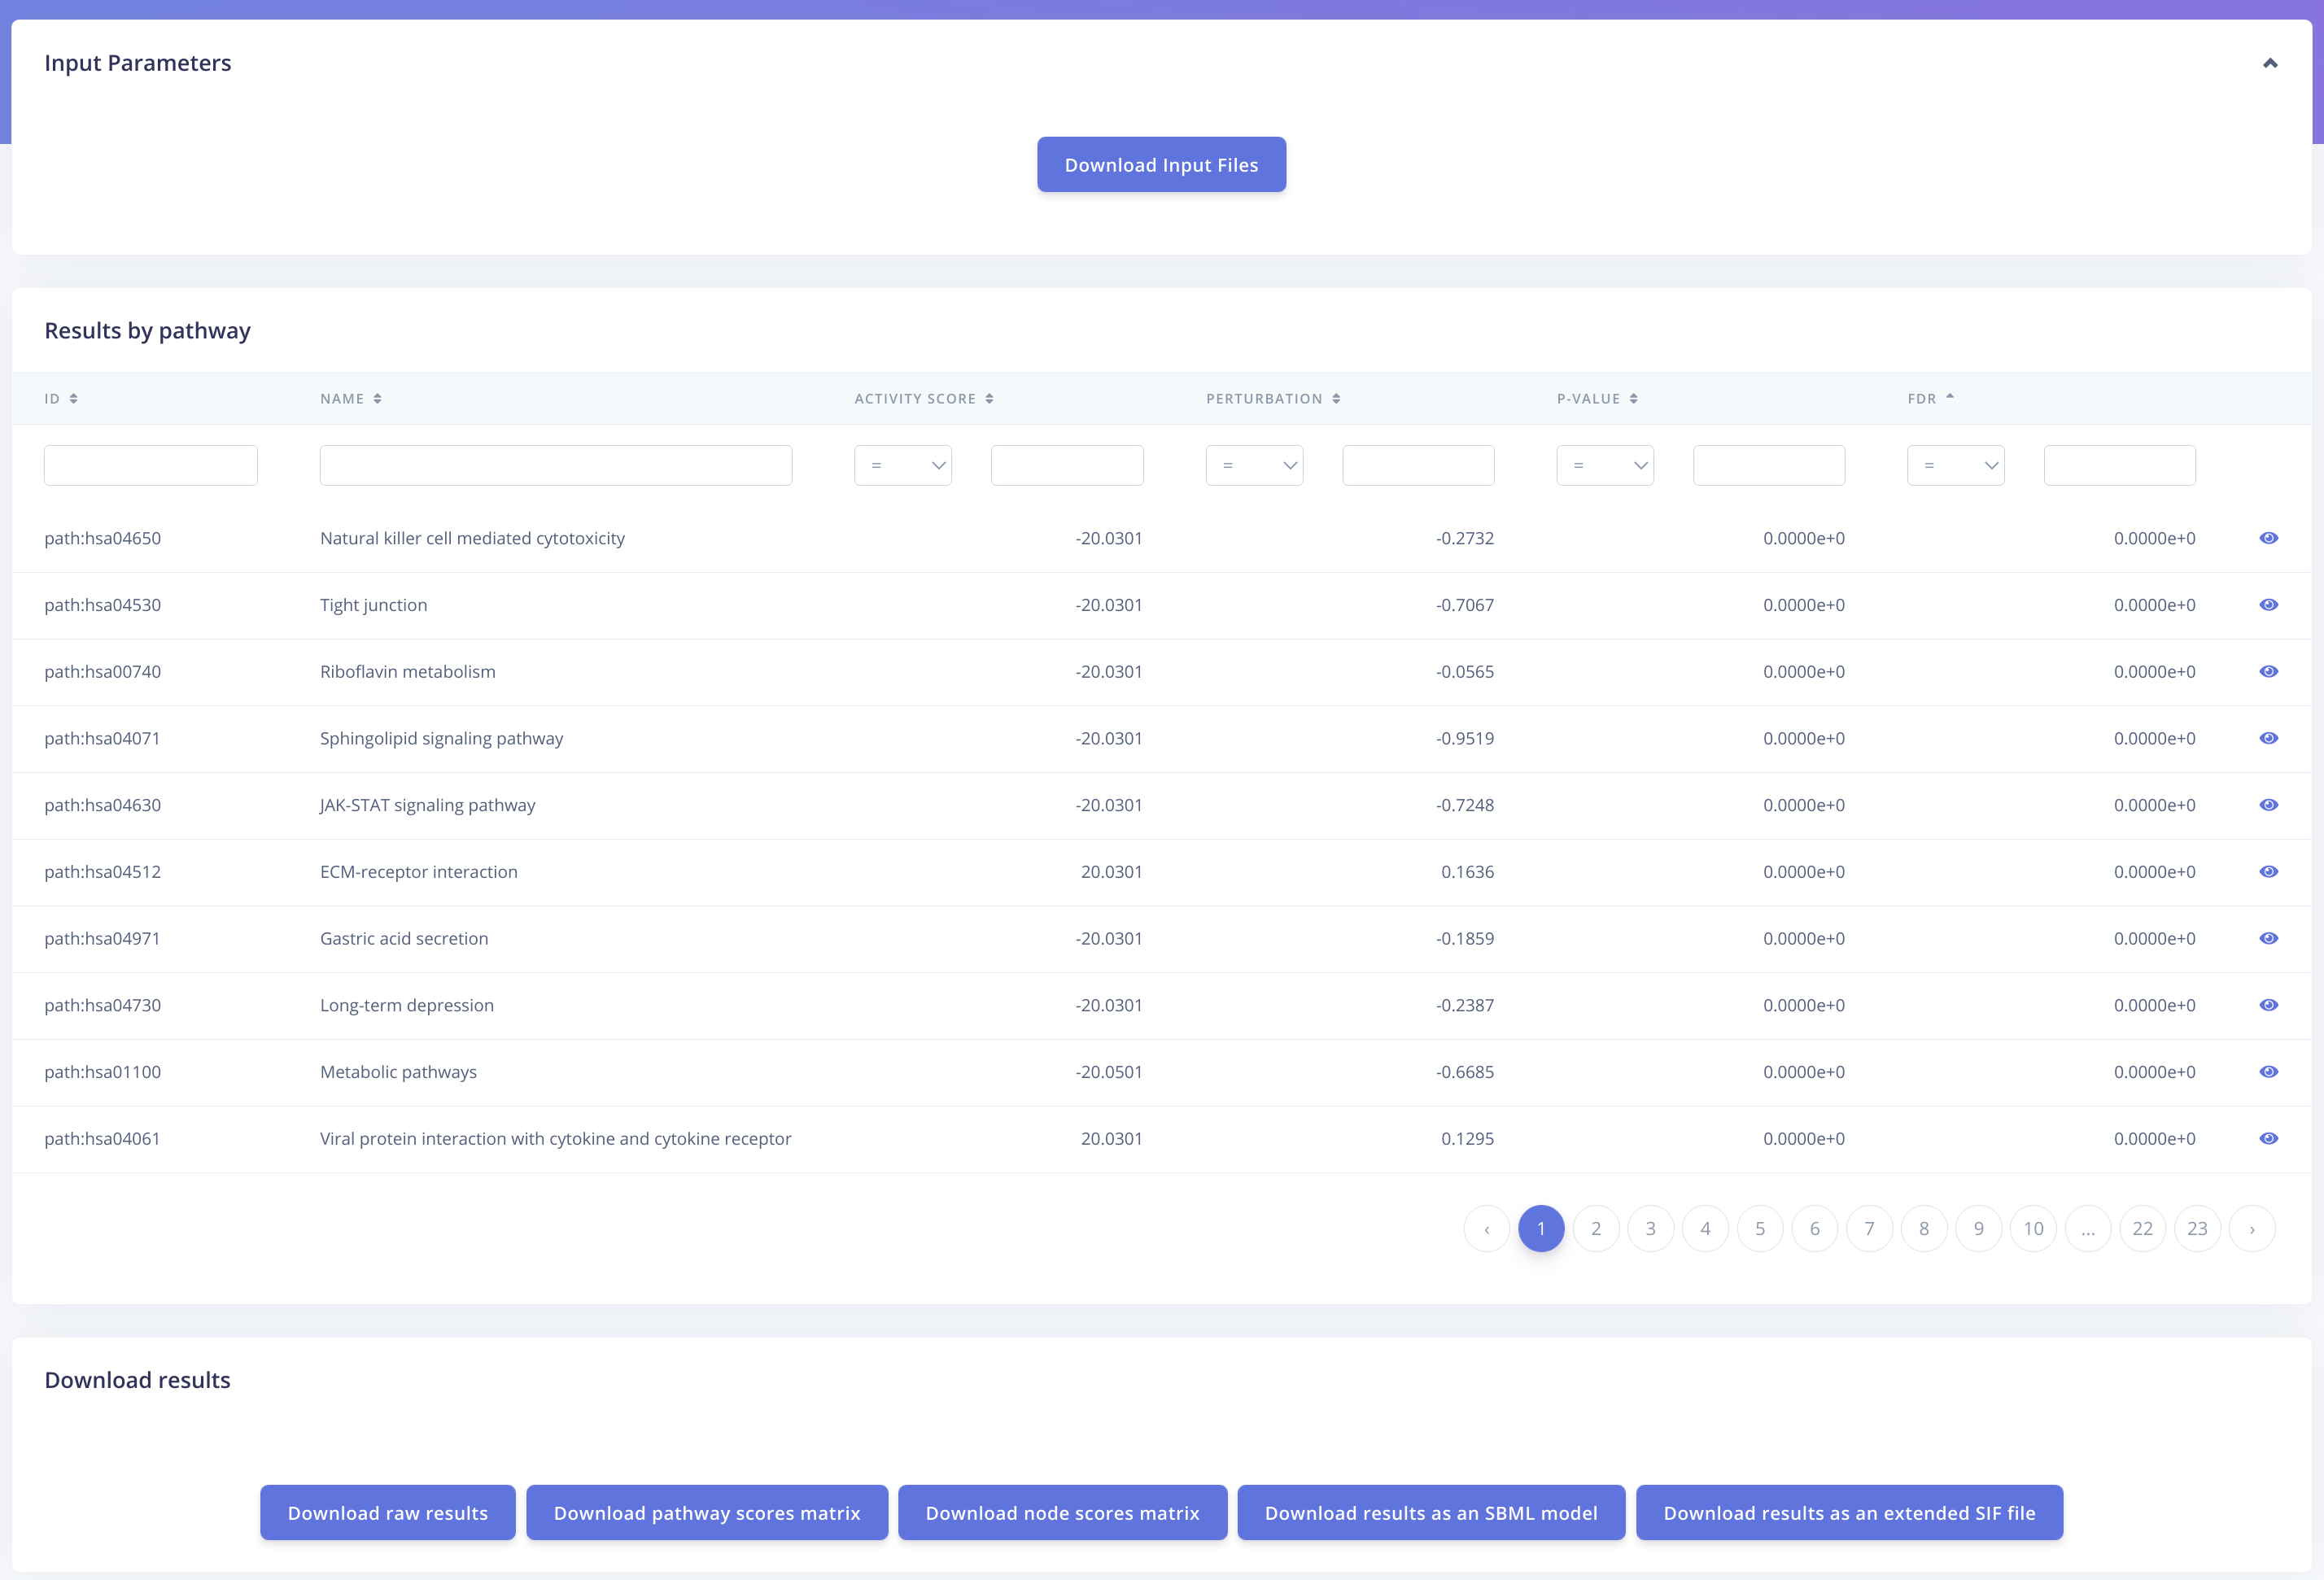 Input Parameters
Download Input Files
Results by pathway
ID NAME ACTIVITY SCORE PERTURBATION P-VALUE FDR
= = = =
path:hsa04650 Natural killer cell mediated cytotoxicity -20.0301 -0.2732 0.0000e+0 0.0000e+0
path:hsa04530 Tight junction -20.0301 -0.7067 0.0000e+0 0.0000e+0
path:hsa00740 Riboflavin metabolism -20.0301 -0.0565 0.0000e+0 0.0000e+0
path:hsa04071 Sphingolipid signaling pathway -20.0301 -0.9519 0.0000e+0 0.0000e+0
path:hsa04630 JAK-STAT signaling pathway -20.0301 -0.7248 0.0000e+0 0.0000e+0
path:hsa04512 ECM-receptor interaction 20.0301 0.1636 0.0000e+0 0.0000e+0
path:hsa04971 Gastric acid secretion -20.0301 -0.1859 0.0000e+0 0.0000e+0
path:hsa04730 Long-term depression -20.0301 -0.2387 0.0000e+0 0.0000e+0
path:hsa01100 Metabolic pathways -20.0501 -0.6685 0.0000e+0 0.0000e+0
path:hsa04061 Viral protein interaction with cytokine and cytokine receptor 20.0301 0.1295 0.0000e+0 0.0000e+0
‹ 1 2 3 4 5 6 7 8 9 10 ... 22 23 ›
Download results
Download raw results Download pathway scores matrix Download node scores matrix Download results as an SBML model Download results as an extended SIF file